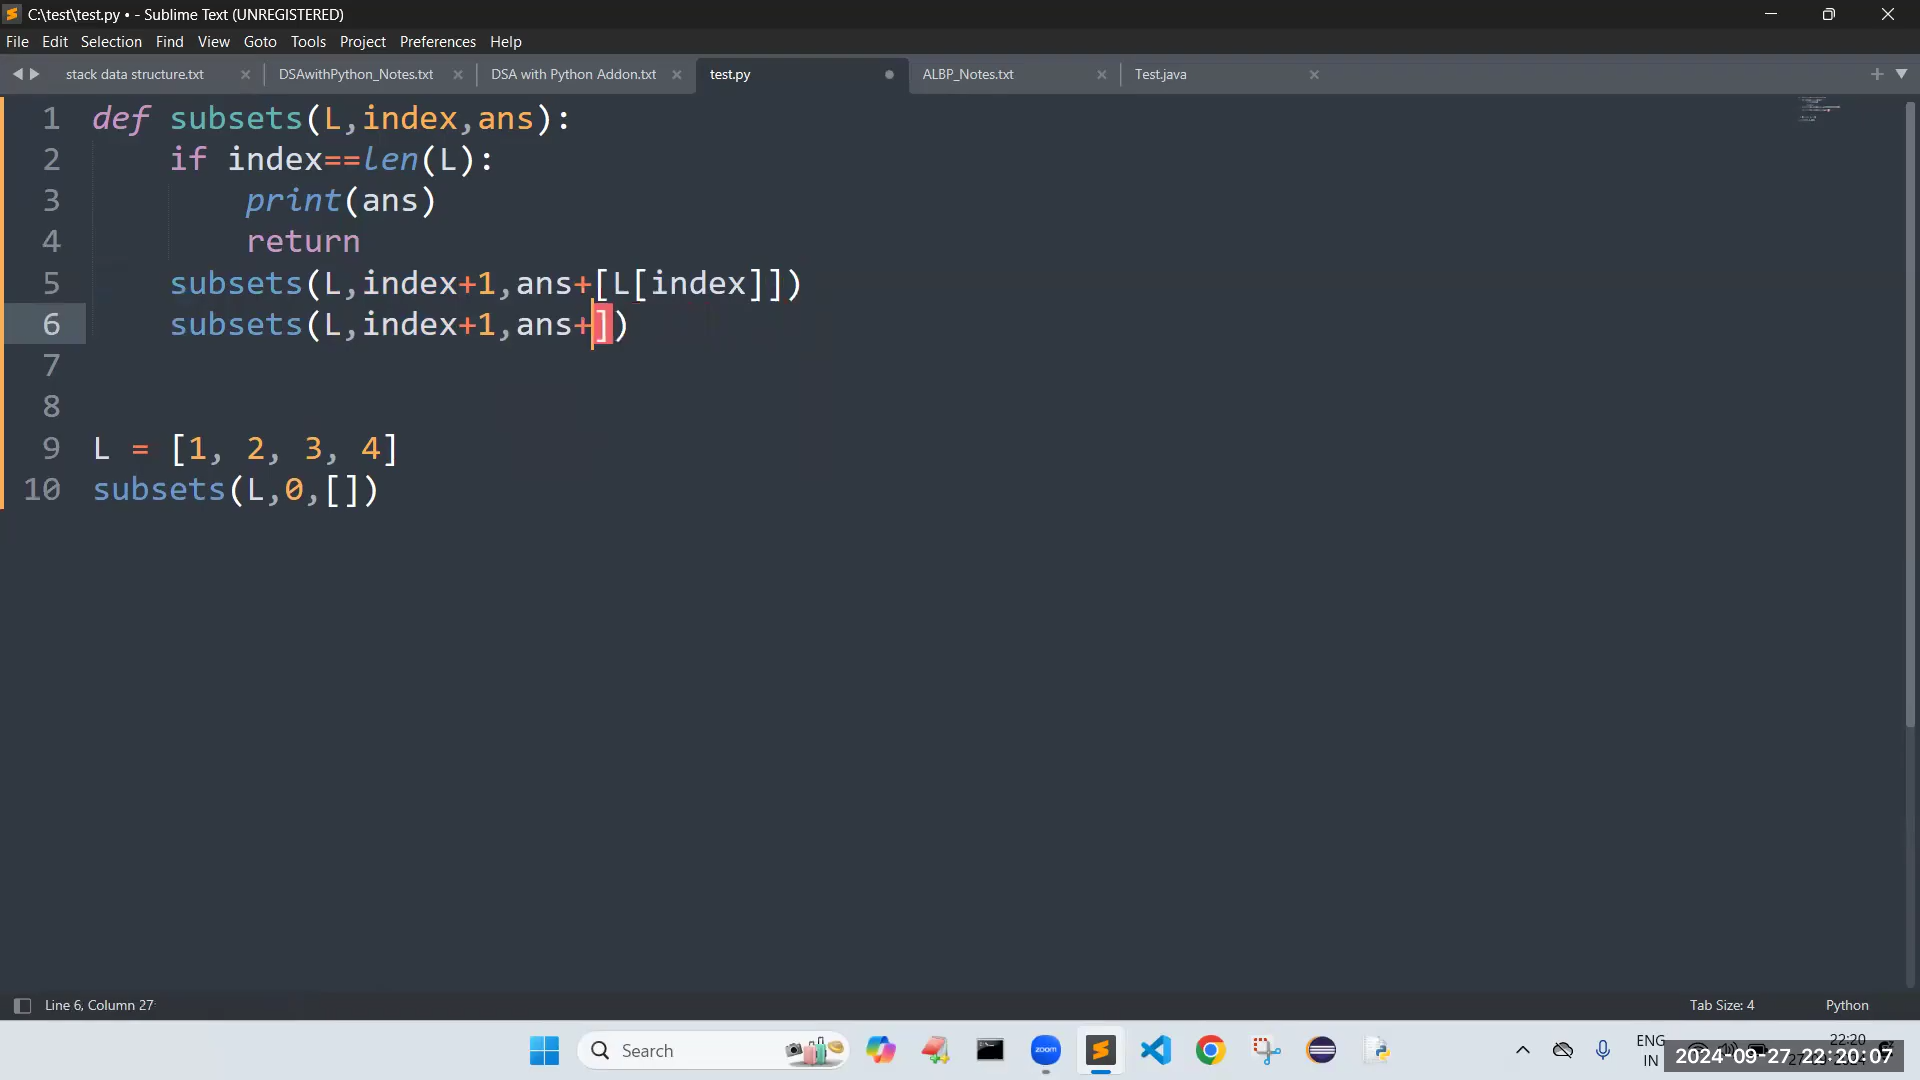 C:\test\test.py • - Sublime Text (UNREGISTERED)
File Edit Selection Find View Goto Tools Project Preferences Help
stack data structure.txt DSAwithPython_Notes.txt DSA with Python Addon.txt test.py ALBP_Notes.txt Test.java
1 def subsets(L,index,ans):
2     if index==len(L):
3         print(ans)
4         return
5     subsets(L,index+1,ans+[L[index]])
6     subsets(L,index+1,ans+])
7
8
9 L = [1, 2, 3, 4]
10 subsets(L,0,[])
Line 6, Column 27
Tab Size: 4
Python
Search
zoom
ENG
IN
22:20
2024-09-27 22:20:07